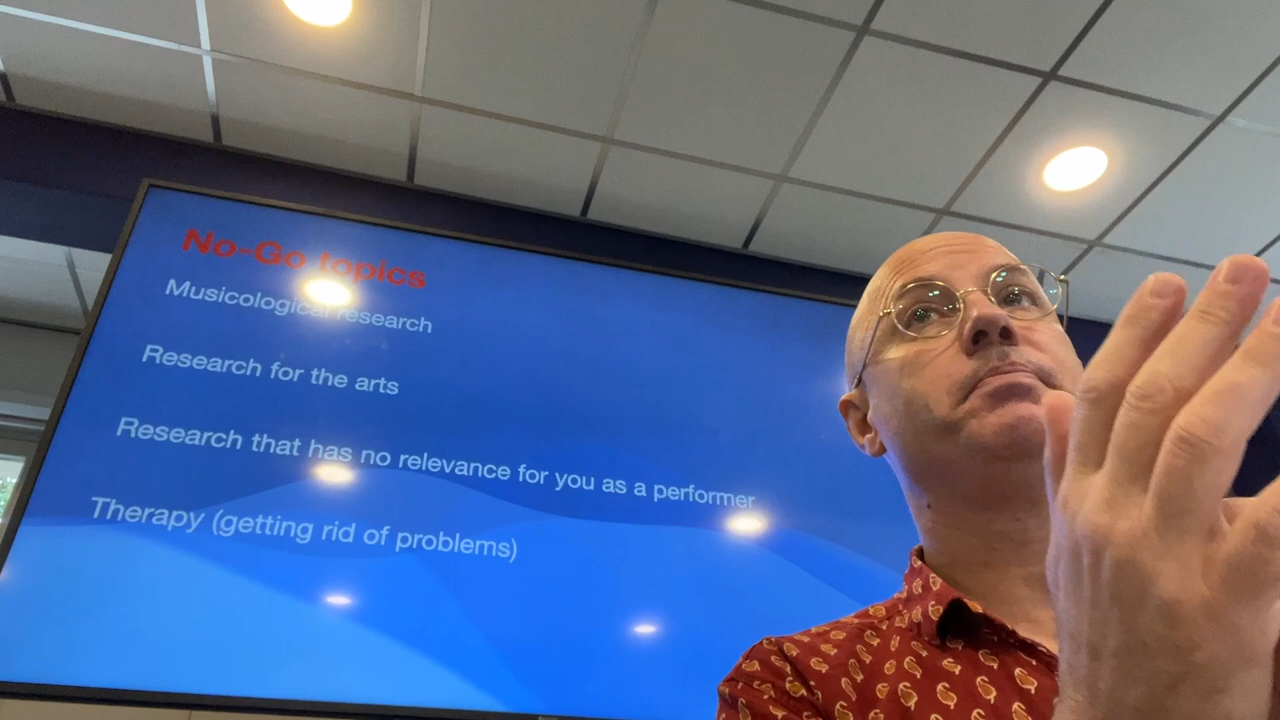 No-Go topics
Musicological research
Research for the arts
Research that has no relevance for you as a performer
Therapy (getting rid of problems)